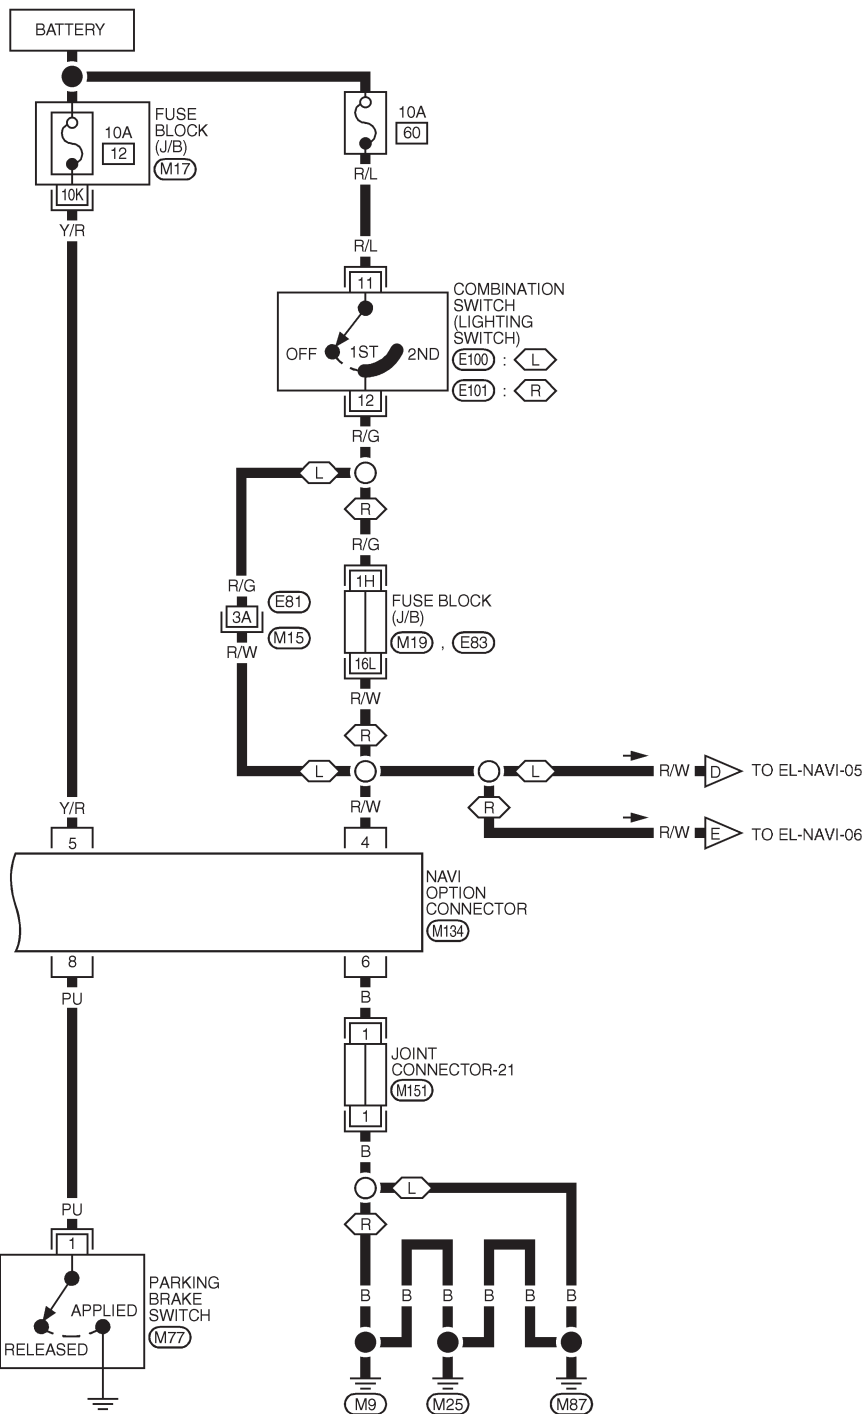 BATTERY
10A
12
FUSE
BLOCK
(J/B)
M17
10A
60
10K
Y/R
R/L
R/L
11
COMBINATION
SWITCH
(LIGHTING
SWITCH)
E100 : L
E101 : R
OFF
1ST
2ND
12
R/G
L
R
R/G
R/G
1H
FUSE BLOCK
(J/B)
M19 , E83
E81
3A
M15
R/W
16L
R/W
R
L
L
R/W
D
TO EL-NAVI-05
R
R/W
E
TO EL-NAVI-06
Y/R
R/W
5
4
NAVI
OPTION
CONNECTOR
M134
8
6
PU
B
1
JOINT
CONNECTOR-21
M151
1
B
L
R
PU
1
PARKING
BRAKE
SWITCH
M77
APPLIED
RELEASED
B
B
B
B
B
B
M9
M25
M87